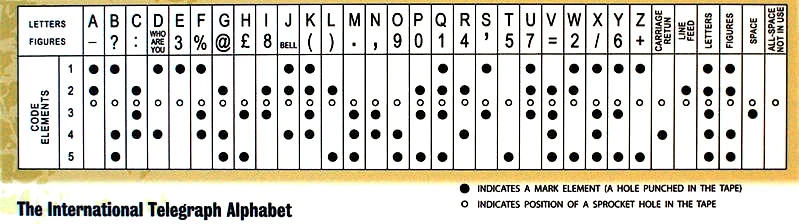 LETTERS A B C D E F G H I J K L M N O P Q R S T U V W X Y Z CARRIAGE RETUN LINE FEED LETTERS FIGURES SPACE ALL-SPACE NOT IN USE
FIGURES – ? : WHO ARE YOU 3 % @ £ 8 BELL ( ) . , 9 0 1 4 ' 5 7 = 2 / 6 +
CODE ELEMENTS
1
2
3
4
5
INDICATES A MARK ELEMENT (A HOLE PUNCHED IN THE TAPE)
INDICATES POSITION OF A SPROCKET HOLE IN THE TAPE
The International Telegraph Alphabet